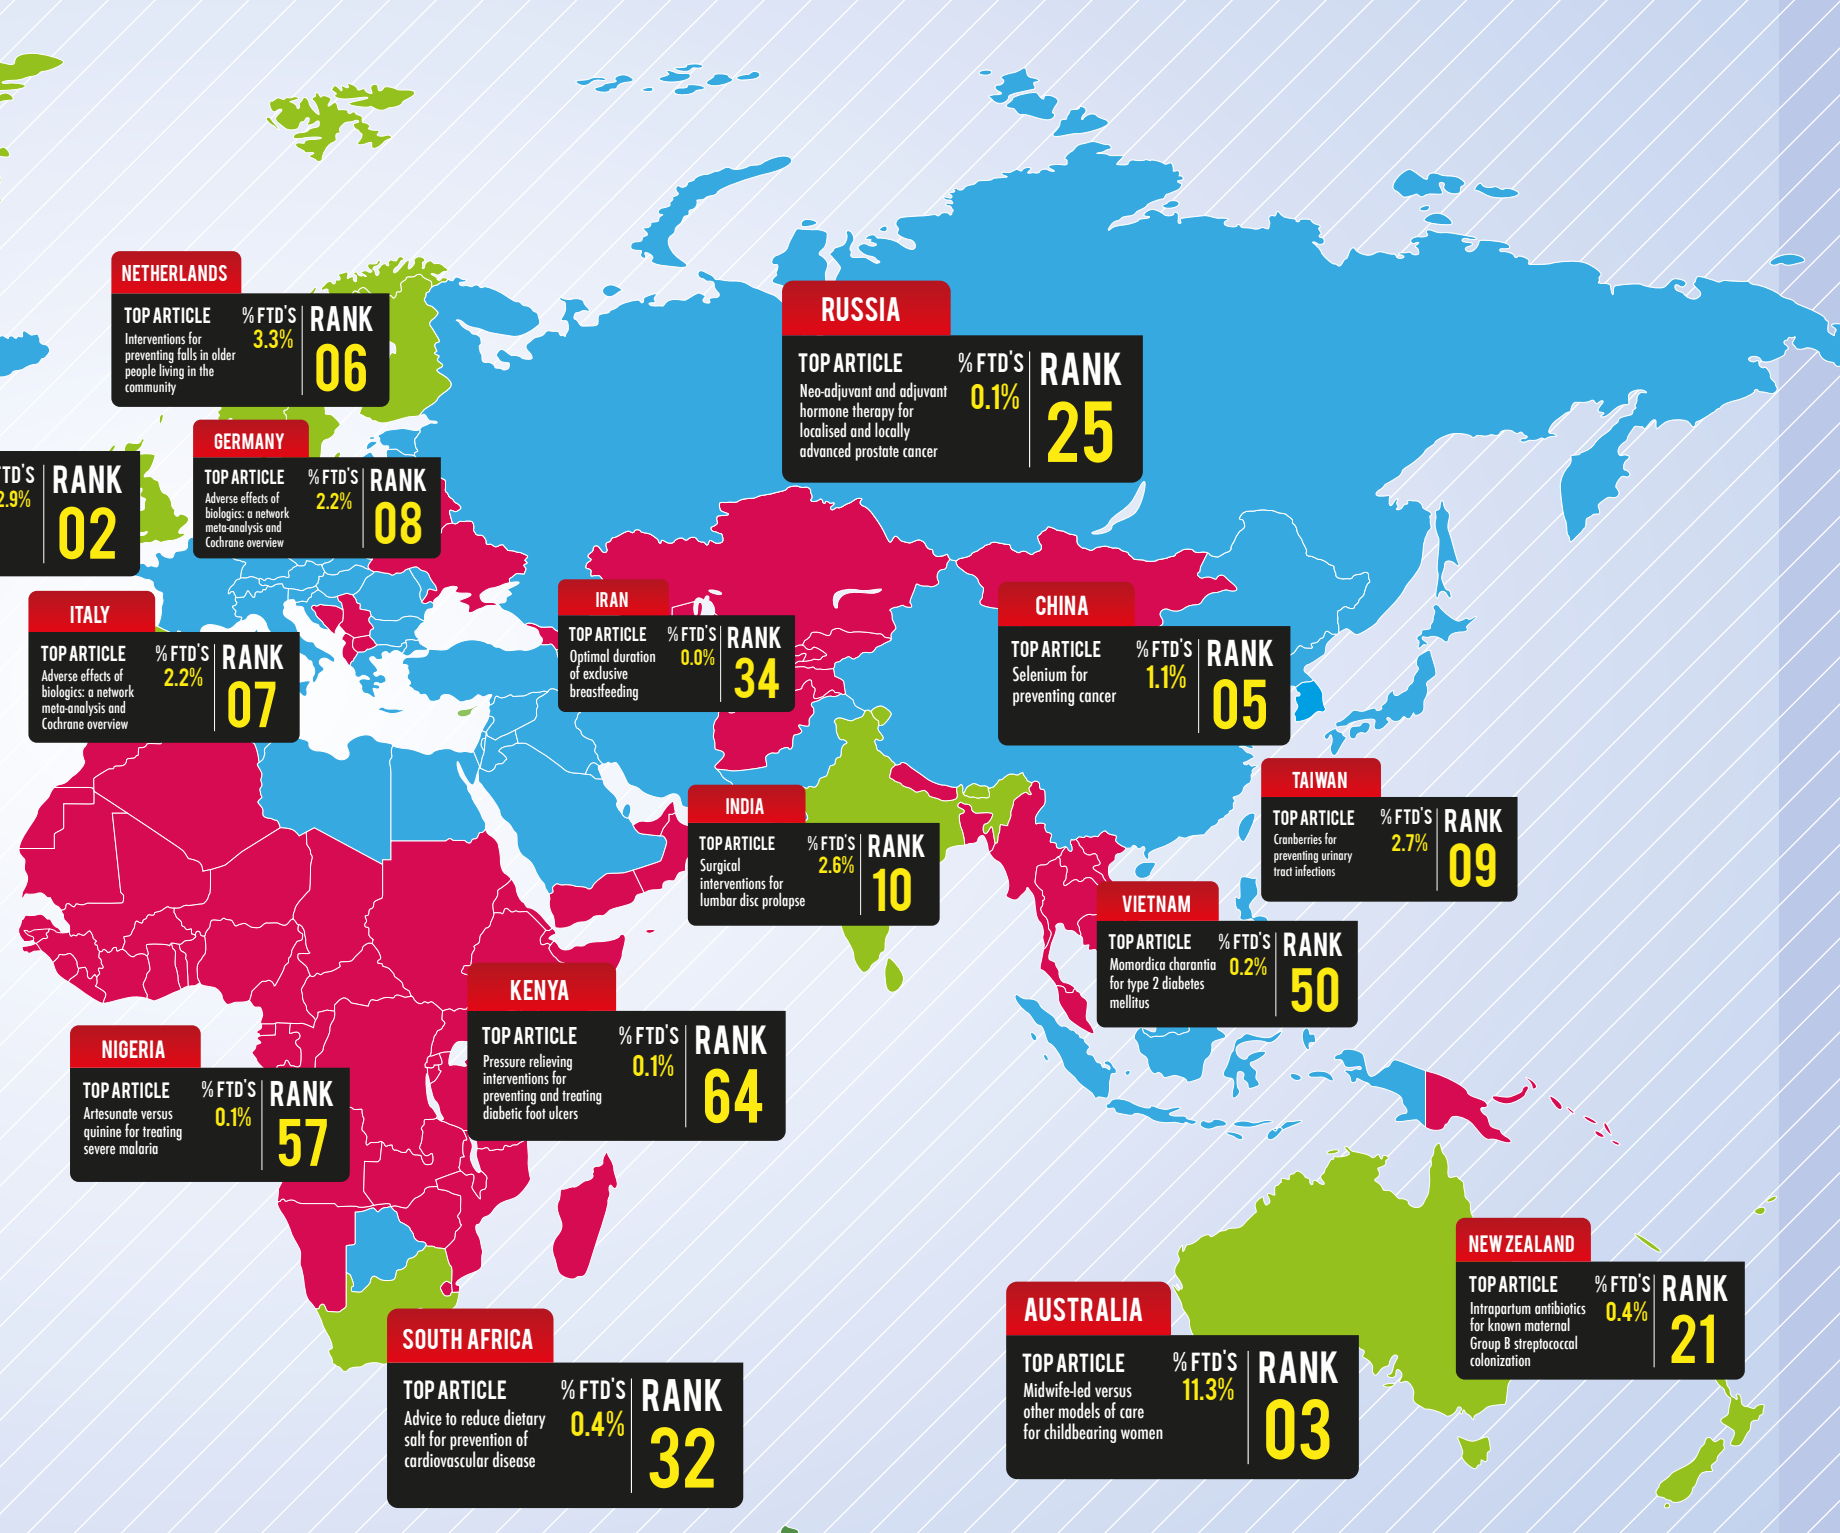 NETHERLANDS
TOP ARTICLE
Interventions for
preventing falls in older
people living in the
community
% FTD'S
3.3%
RANK
06
GERMANY
TOP ARTICLE
Adverse effects of
biologics: a network
meta-analysis and
Cochrane overview
% FTD'S
2.2%
RANK
08
TD'S
2.9%
RANK
02
ITALY
TOP ARTICLE
Adverse effects of
biologics: a network
meta-analysis and
Cochrane overview
% FTD'S
2.2%
RANK
07
RUSSIA
TOP ARTICLE
Neo-adjuvant and adjuvant
hormone therapy for
localised and locally
advanced prostate cancer
% FTD'S
0.1%
RANK
25
IRAN
TOP ARTICLE
Optimal duration
of exclusive
breastfeeding
% FTD'S
0.0%
RANK
34
CHINA
TOP ARTICLE
Selenium for
preventing cancer
% FTD'S
1.1%
RANK
05
TAIWAN
TOP ARTICLE
Cranberries for
preventing urinary
tract infections
% FTD'S
2.7%
RANK
09
INDIA
TOP ARTICLE
Surgical
interventions for
lumbar disc prolapse
% FTD'S
2.6%
RANK
10
VIETNAM
TOP ARTICLE
Momordica charantia
for type 2 diabetes
mellitus
% FTD'S
0.2%
RANK
50
KENYA
TOP ARTICLE
Pressure relieving
interventions for
preventing and treating
diabetic foot ulcers
% FTD'S
0.1%
RANK
64
NIGERIA
TOP ARTICLE
Artesunate versus
quinine for treating
severe malaria
% FTD'S
0.1%
RANK
57
SOUTH AFRICA
TOP ARTICLE
Advice to reduce dietary
salt for prevention of
cardiovascular disease
% FTD'S
0.4%
RANK
32
AUSTRALIA
TOP ARTICLE
Midwife-led versus
other models of care
for childbearing women
% FTD'S
11.3%
RANK
03
NEW ZEALAND
TOP ARTICLE
Intrapartum antibiotics
for known maternal
Group B streptococcal
colonization
% FTD'S
0.4%
RANK
21